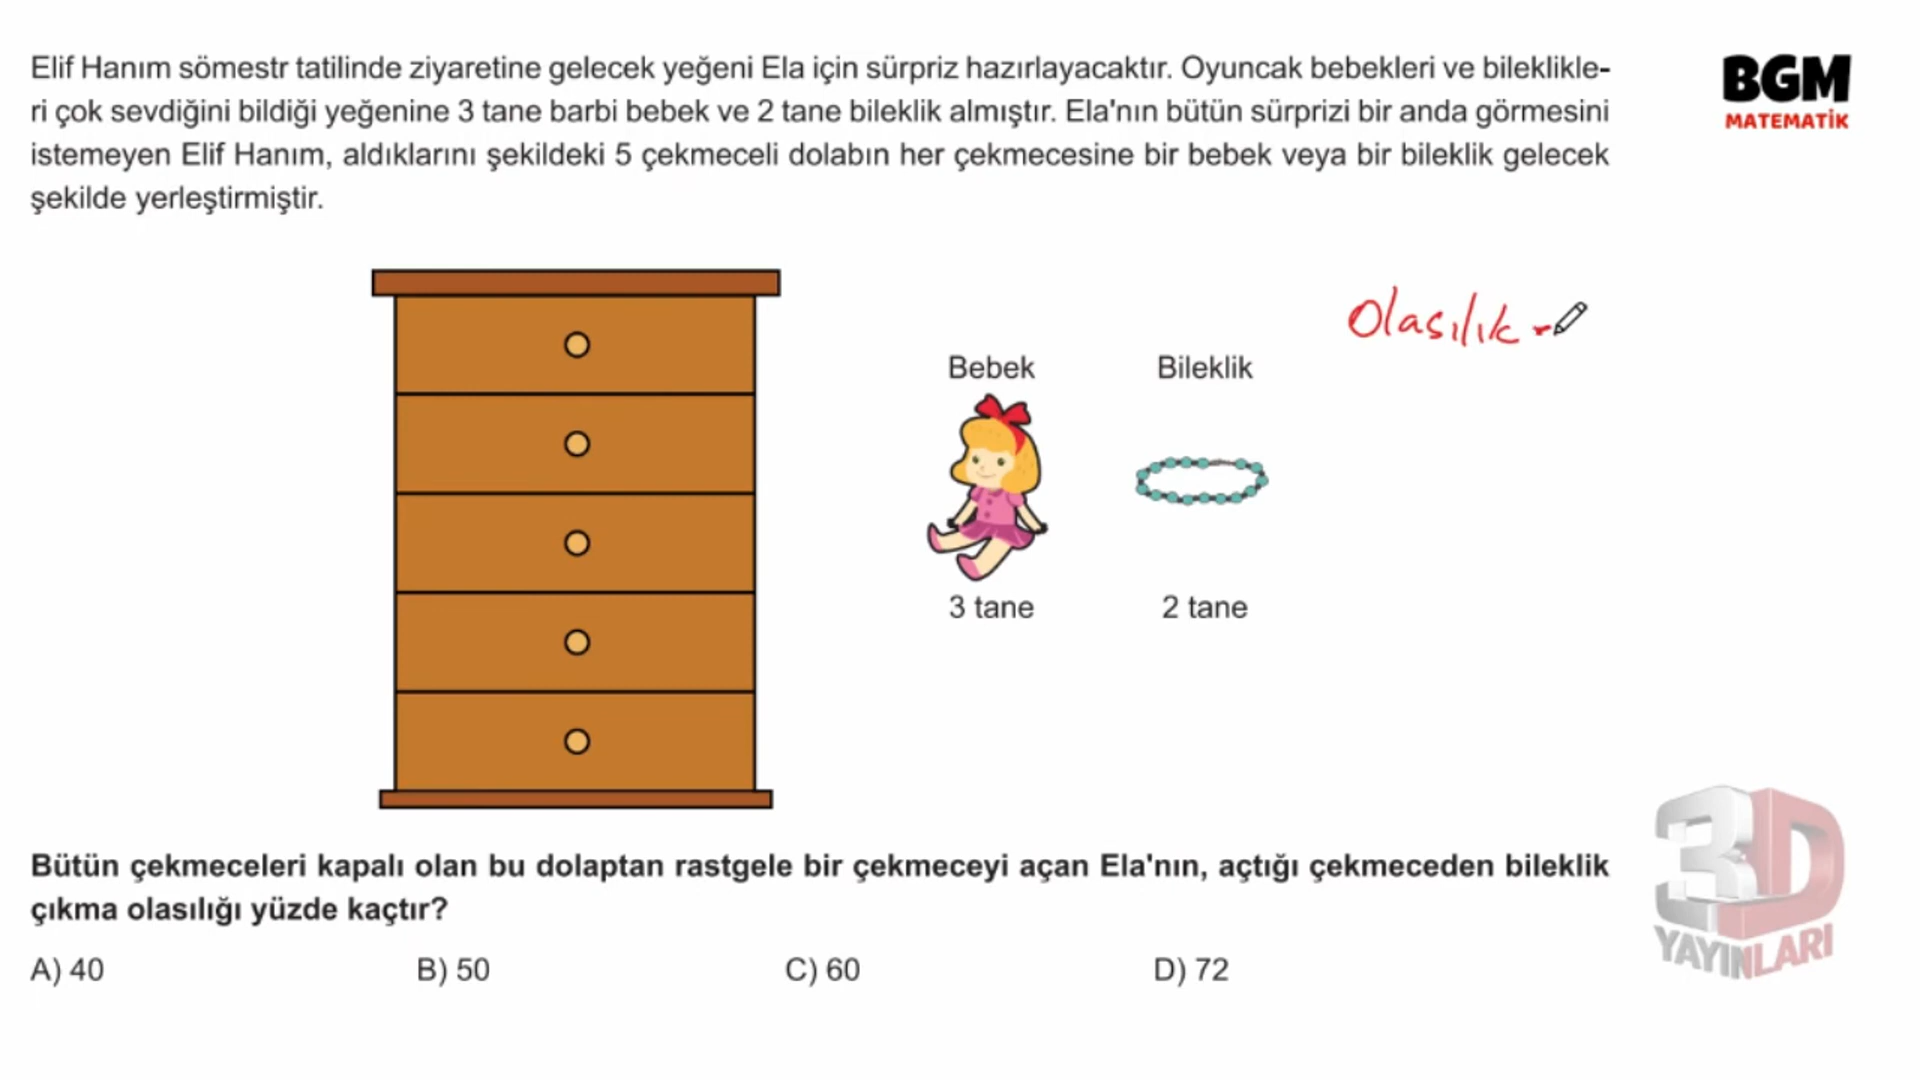 Elif Hanım sömestr tatilinde ziyaretine gelecek yeğeni Ela için sürpriz hazırlayacaktır. Oyuncak bebekleri ve bileklikle-
ri çok sevdiğini bildiği yeğenine 3 tane barbi bebek ve 2 tane bileklik almıştır. Ela'nın bütün sürprizi bir anda görmesini
istemeyen Elif Hanım, aldıklarını şekildeki 5 çekmeceli dolabın her çekmecesine bir bebek veya bir bileklik gelecek
şekilde yerleştirmiştir.
BGM
MATEMATİK
Olasılık
Bebek Bileklik
3 tane 2 tane
Bütün çekmeceleri kapalı olan bu dolaptan rastgele bir çekmeceyi açan Ela'nın, açtığı çekmeceden bileklik
çıkma olasılığı yüzde kaçtır?
A) 40 B) 50 C) 60 D) 72
3D
YAYINLARI